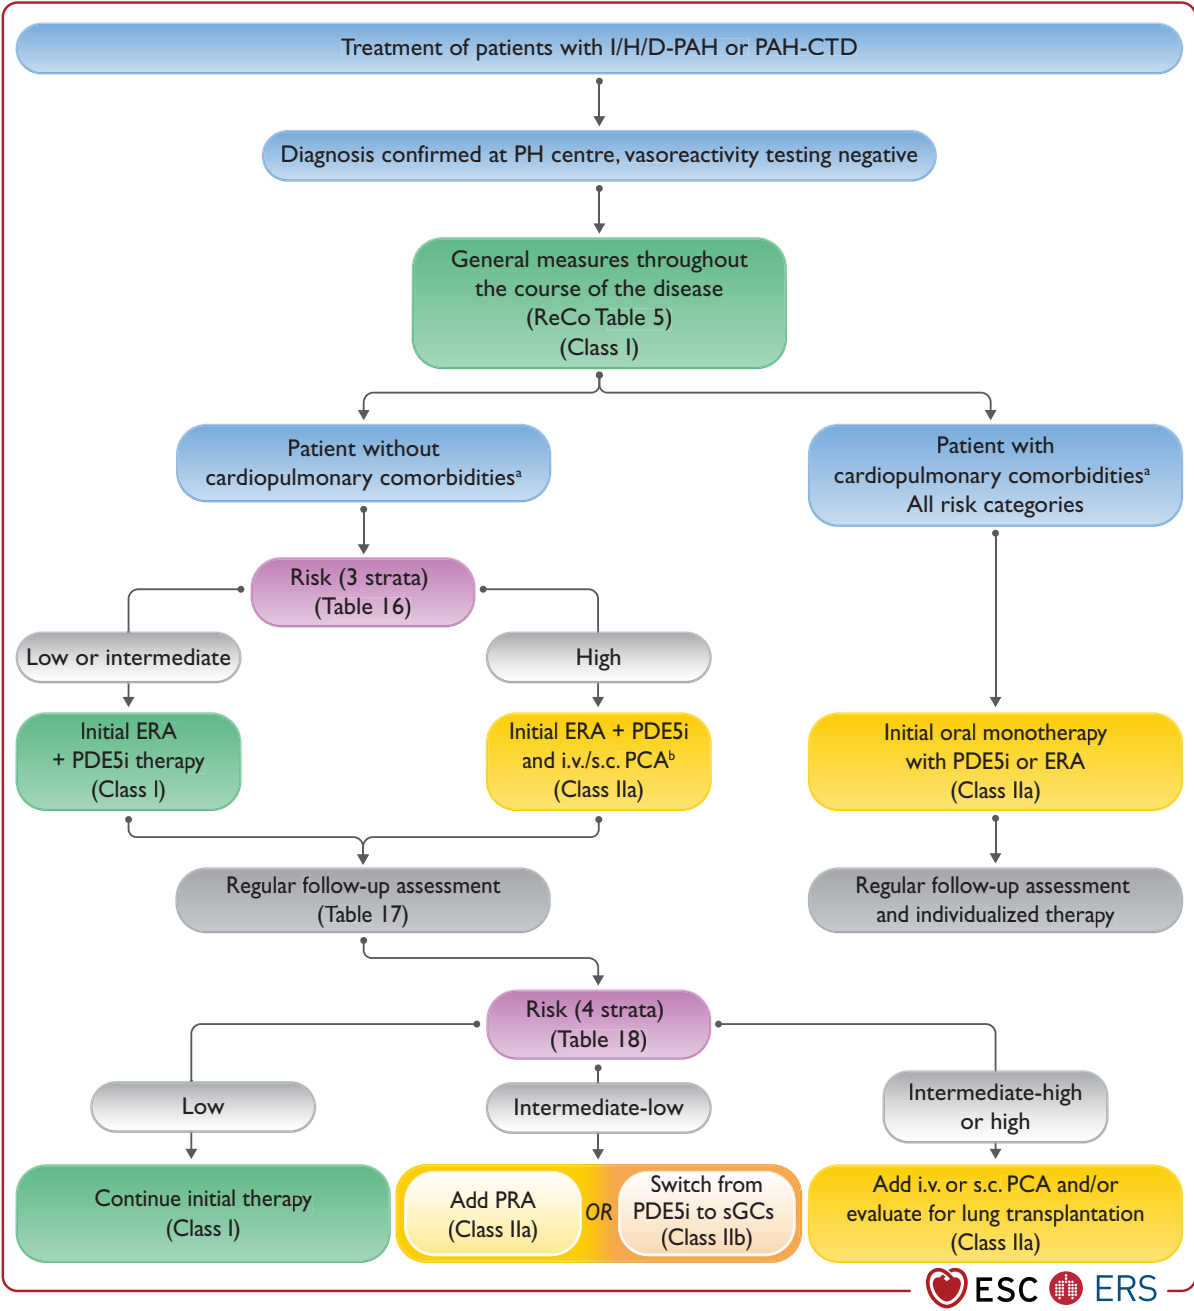 Treatment of patients with I/H/D-PAH or PAH-CTD
Diagnosis confirmed at PH centre, vasoreactivity testing negative
General measures throughout
the course of the disease
(ReCo Table 5)
(Class I)
Patient without
cardiopulmonary comorbiditiesᵃ
Patient with
cardiopulmonary comorbiditiesᵃ
All risk categories
Risk (3 strata)
(Table 16)
Low or intermediate
High
Initial ERA
+ PDE5i therapy
(Class I)
Initial ERA + PDE5i
and i.v./s.c. PCAᵇ
(Class IIa)
Initial oral monotherapy
with PDE5i or ERA
(Class IIa)
Regular follow-up assessment
(Table 17)
Regular follow-up assessment
and individualized therapy
Risk (4 strata)
(Table 18)
Low
Intermediate-low
Intermediate-high
or high
Continue initial therapy
(Class I)
Add PRA
(Class IIa)
OR
Switch from
PDE5i to sGCs
(Class IIb)
Add i.v. or s.c. PCA and/or
evaluate for lung transplantation
(Class IIa)
ESC ERS